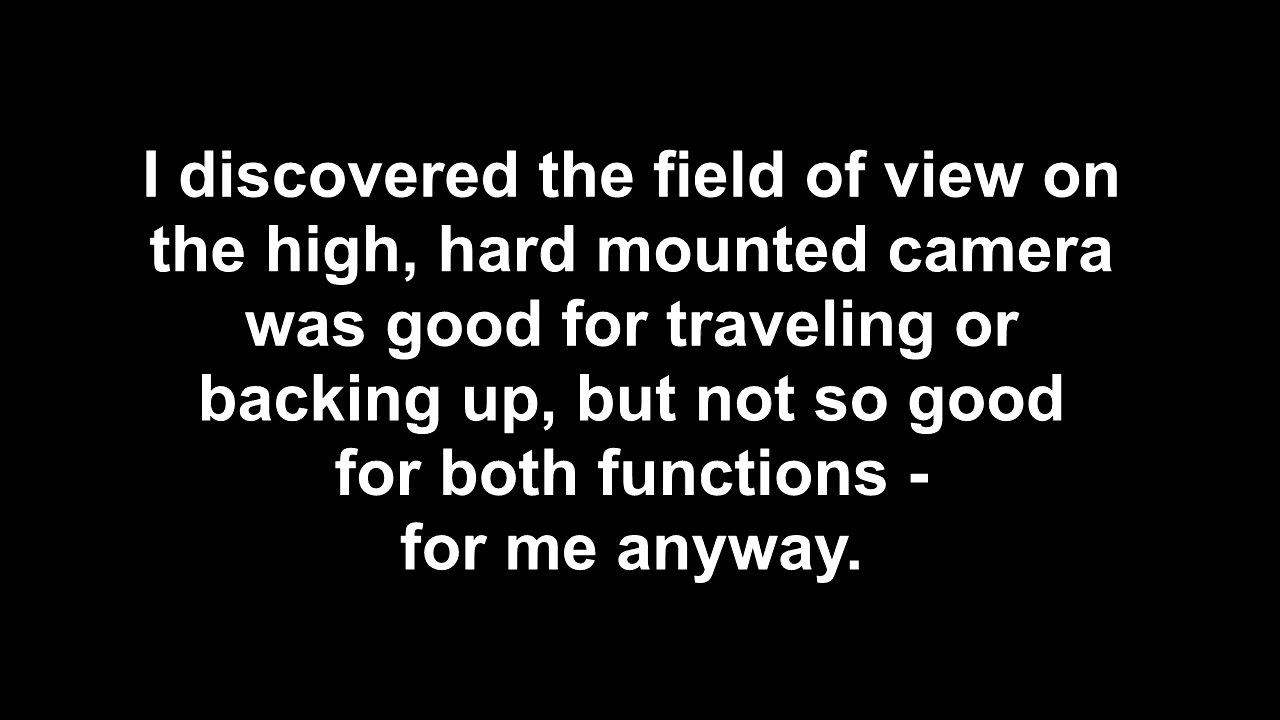 I discovered the field of view on
the high, hard mounted camera
was good for traveling or
backing up, but not so good
for both functions -
for me anyway.